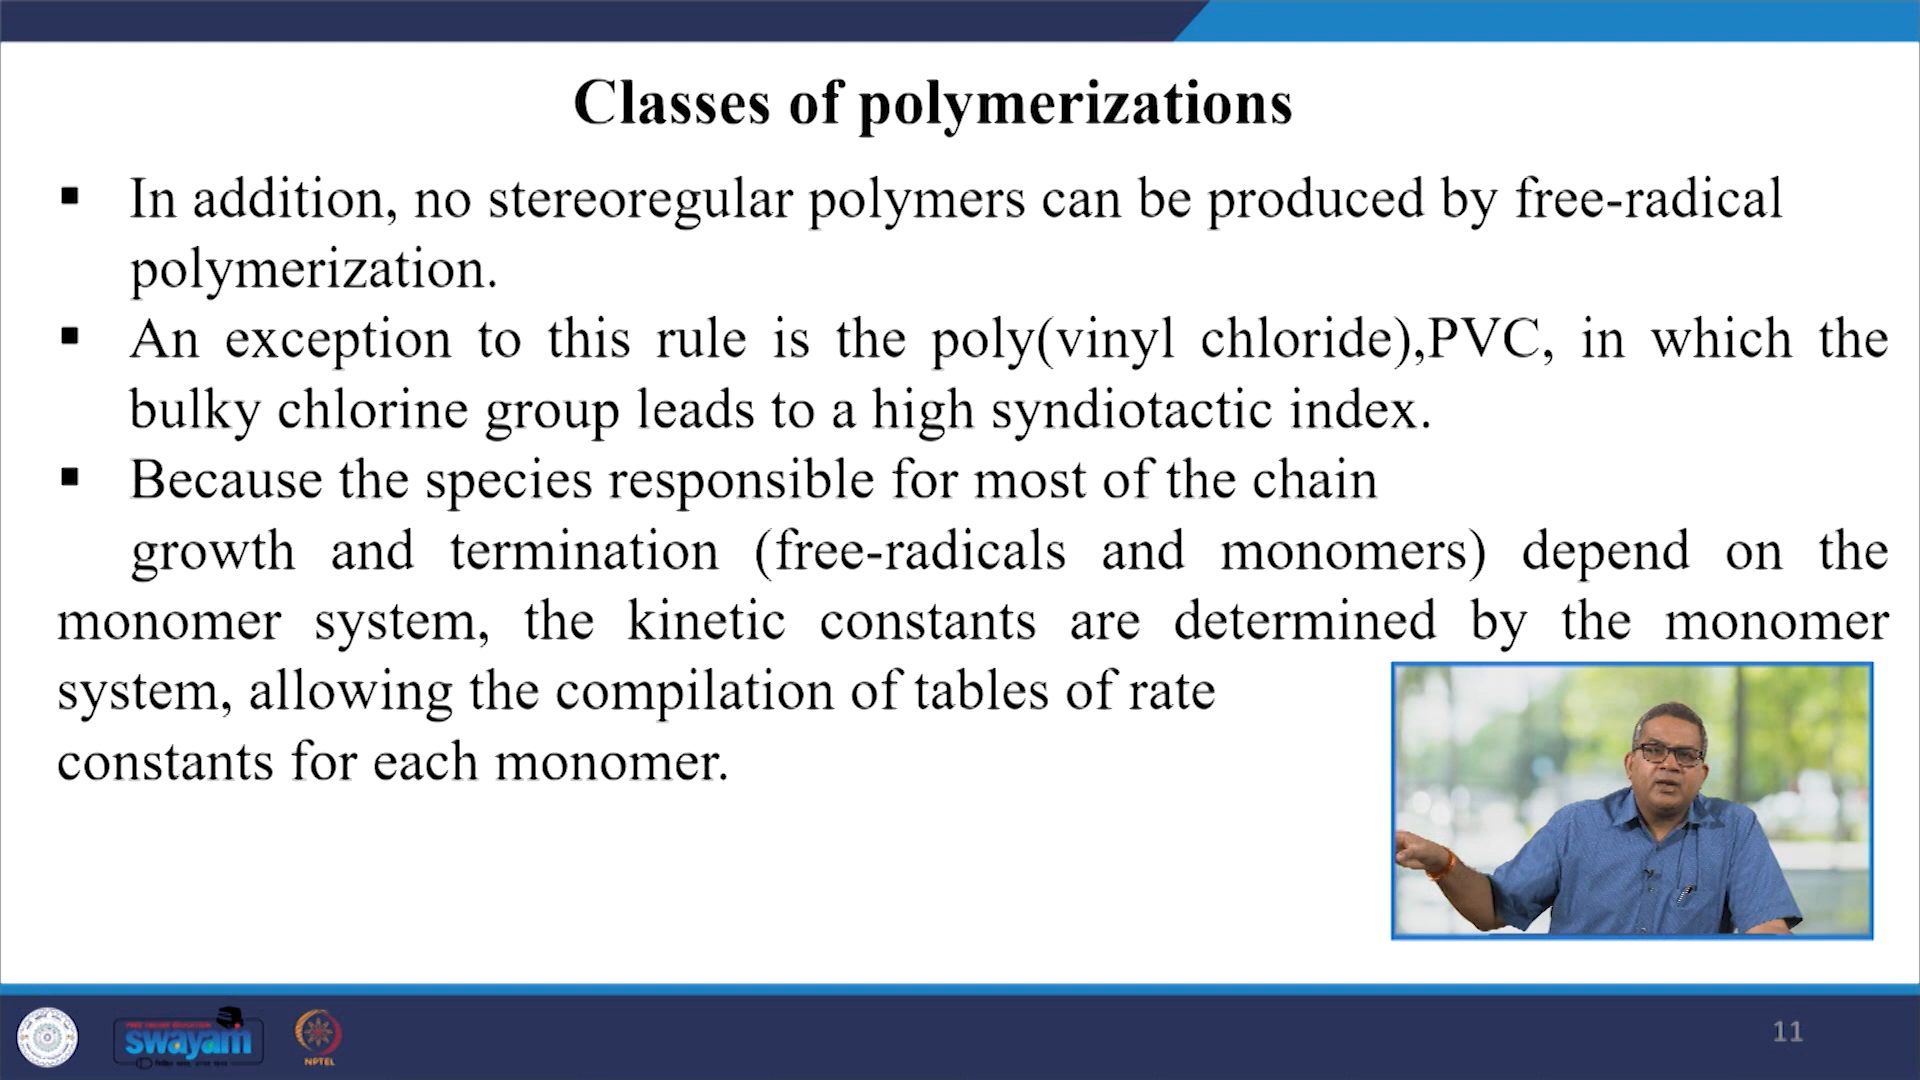 Classes of polymerizations
▪ In addition, no stereoregular polymers can be produced by free-radical
polymerization.
▪ An exception to this rule is the poly(vinyl chloride),PVC, in which the
bulky chlorine group leads to a high syndiotactic index.
▪ Because the species responsible for most of the chain
growth and termination (free-radicals and monomers) depend on the
monomer system, the kinetic constants are determined by the monomer
system, allowing the compilation of tables of rate
constants for each monomer.
swayam
NPTEL
11